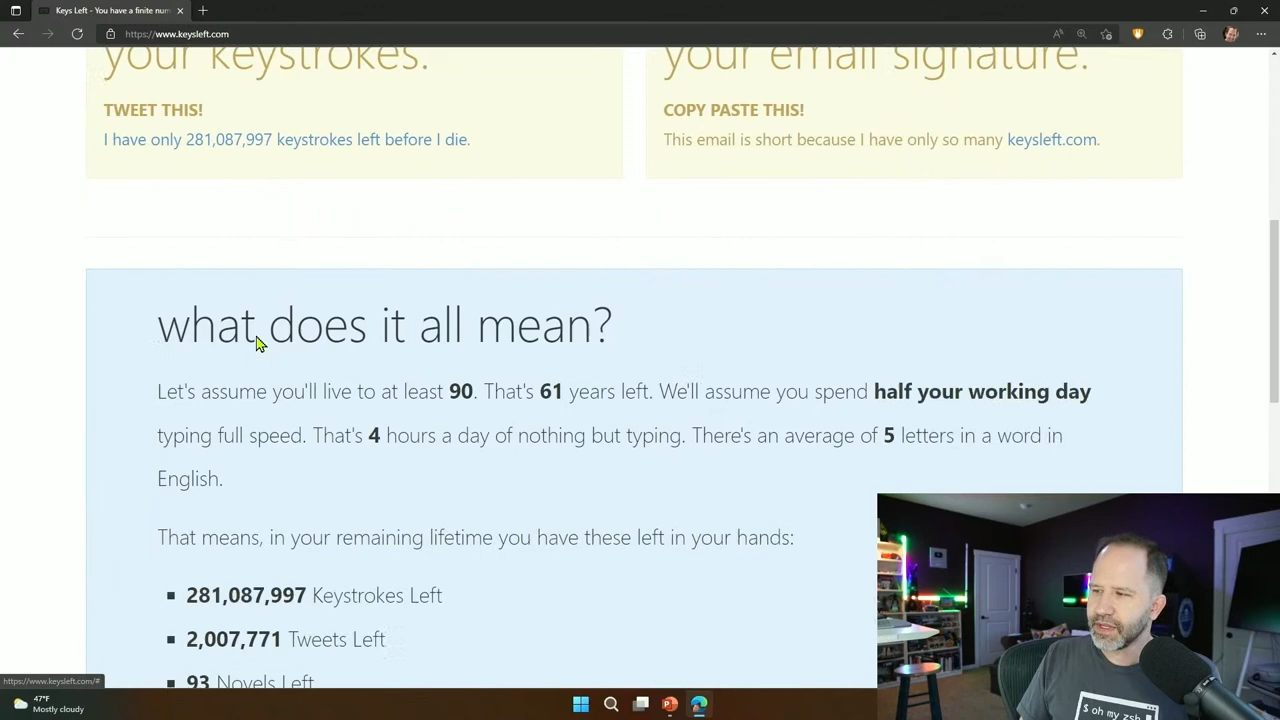 Keys Left - You have a finite num
https://www.keysleft.com
your keystrokes.
your email signature.
TWEET THIS!
COPY PASTE THIS!
I have only 281,087,997 keystrokes left before I die.
This email is short because I have only so many keysleft.com.
what does it all mean?
Let's assume you'll live to at least 90. That's 61 years left. We'll assume you spend half your working day
typing full speed. That's 4 hours a day of nothing but typing. There's an average of 5 letters in a word in
English.
That means, in your remaining lifetime you have these left in your hands:
281,087,997 Keystrokes Left
2,007,771 Tweets Left
93 Novels Left
https://www.keysleft.com/#
47°F
Mostly cloudy
$ oh my zsh